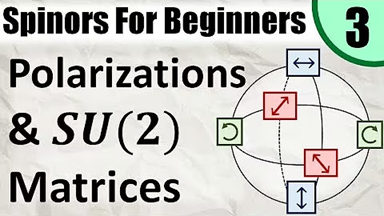 Spinors For Beginners
3
Polarizations
& SU(2)
Matrices